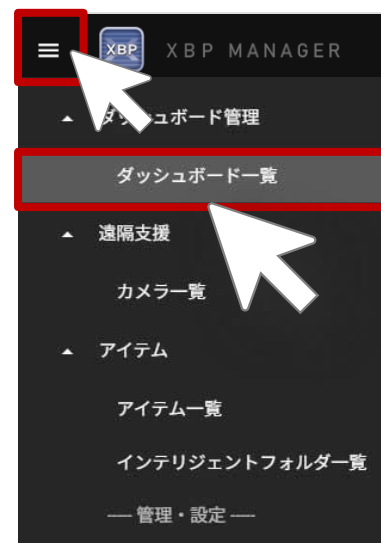 XBP XBP MANAGER
ダッシュボード管理
ダッシュボード一覧
遠隔支援
カメラ一覧
アイテム
アイテム一覧
インテリジェントフォルダ一覧
── 管理・設定 ──